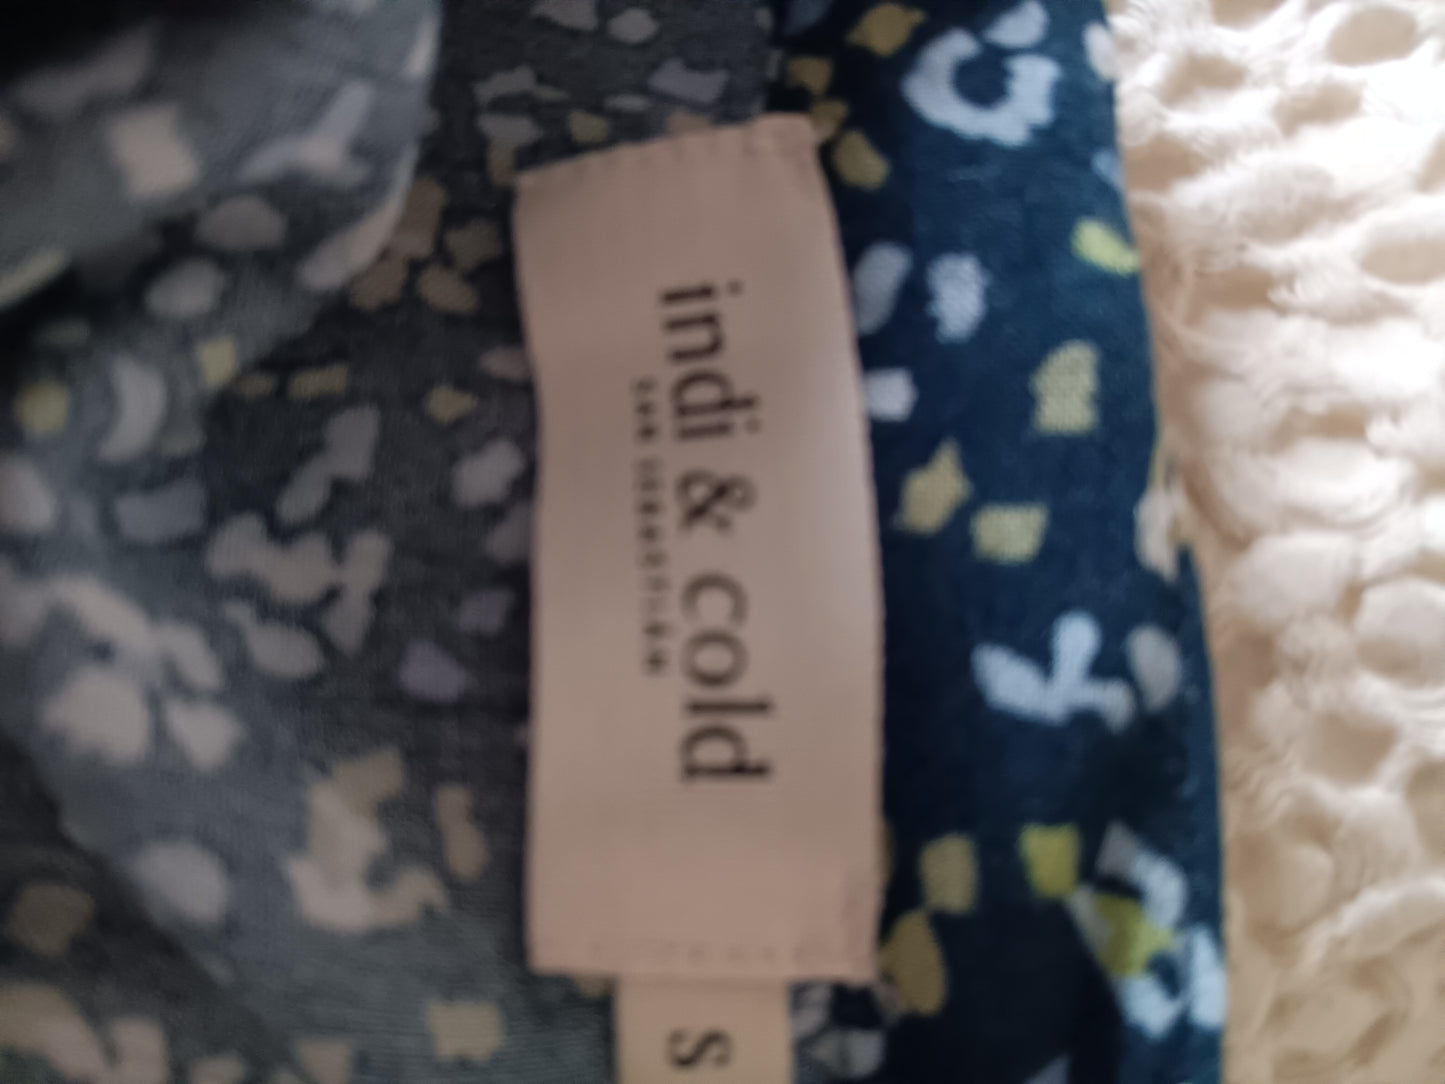 indi & cold
S